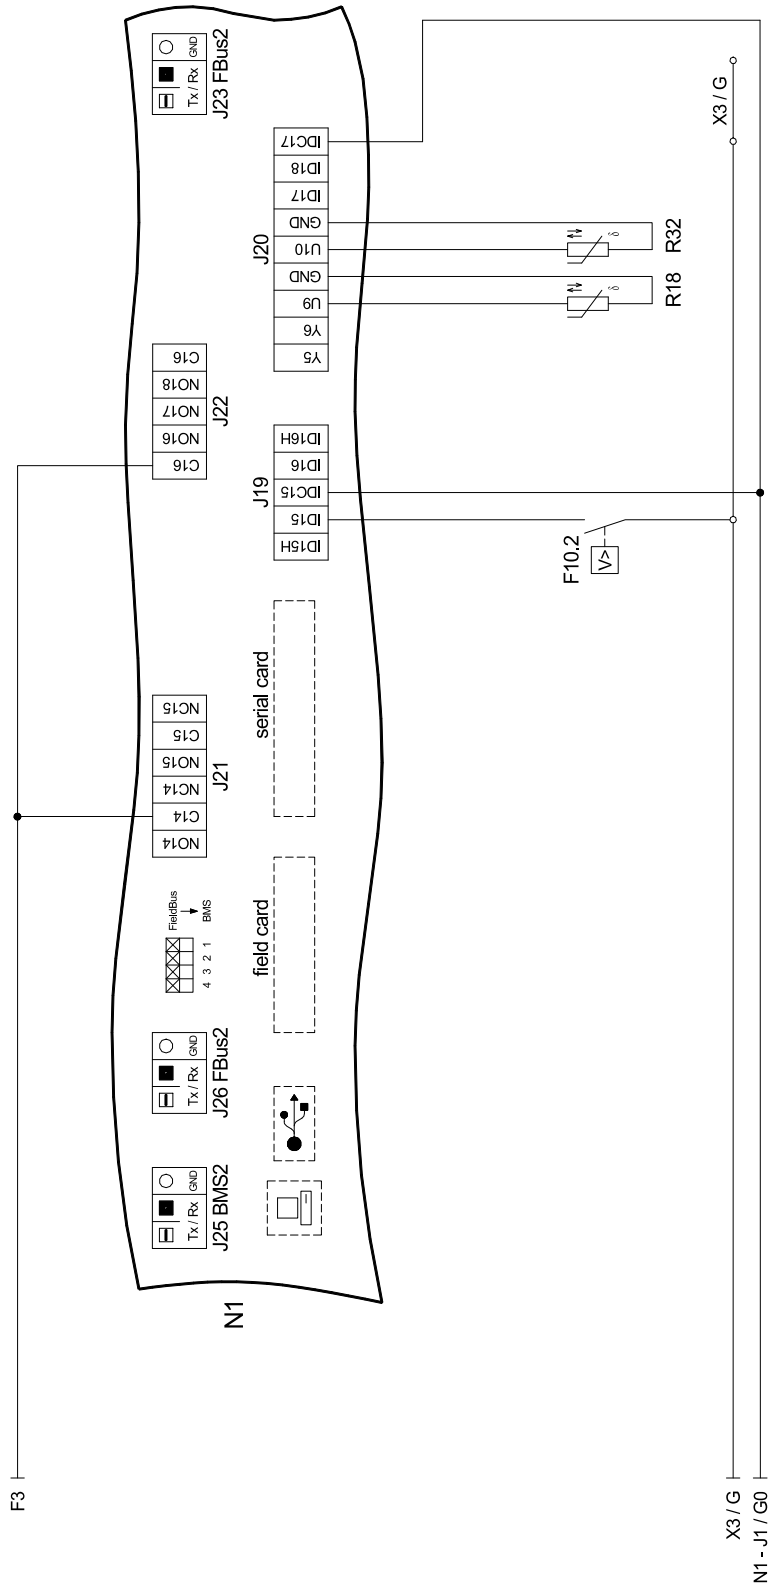 J23 FBus2
Tx / Rx
GND
J20
IDC17
ID18
ID17
GND
U10
GND
U9
Y6
Y5
R32
R18
X3 / G
J22
C16
NO18
NO17
NO16
C16
J19
ID16H
ID16
IDC15
ID15
ID15H
F10.2
V>
J21
NC15
C15
NO15
NC14
C14
NO14
serial card
field card
FieldBus
BMS
4 3 2 1
J26 FBus2
Tx / Rx
GND
J25 BMS2
Tx / Rx
GND
N1
F3
X3 / G
N1 - J1 / G0